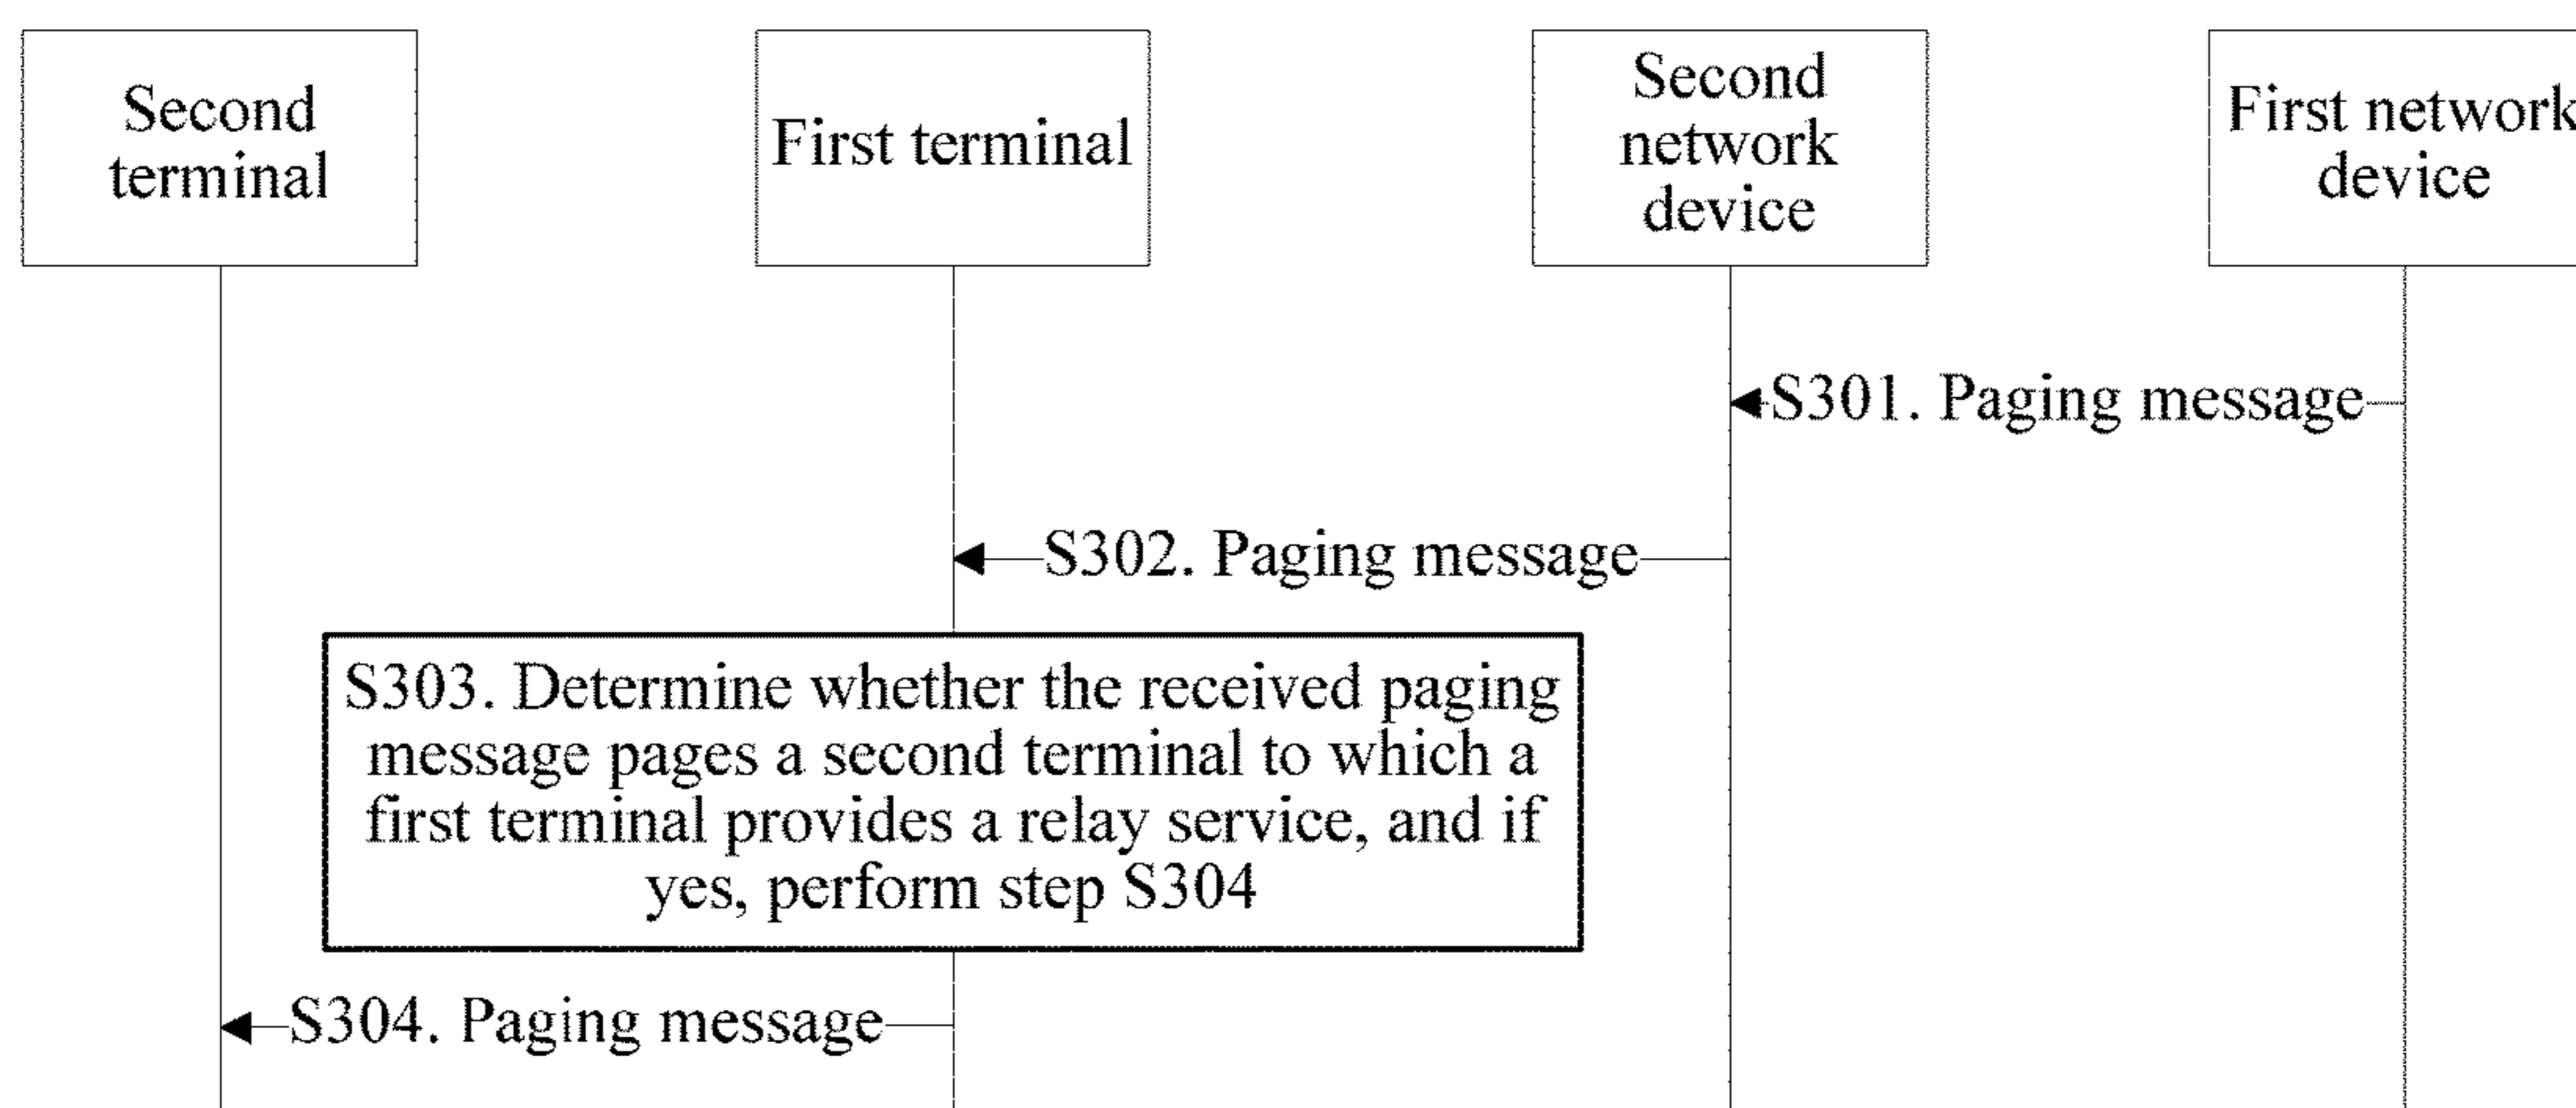 Second
terminal
First terminal
Second
network
device
First network
device
S301. Paging message
S302. Paging message
S303. Determine whether the received paging
message pages a second terminal to which a
first terminal provides a relay service, and if
yes, perform step S304
S304. Paging message